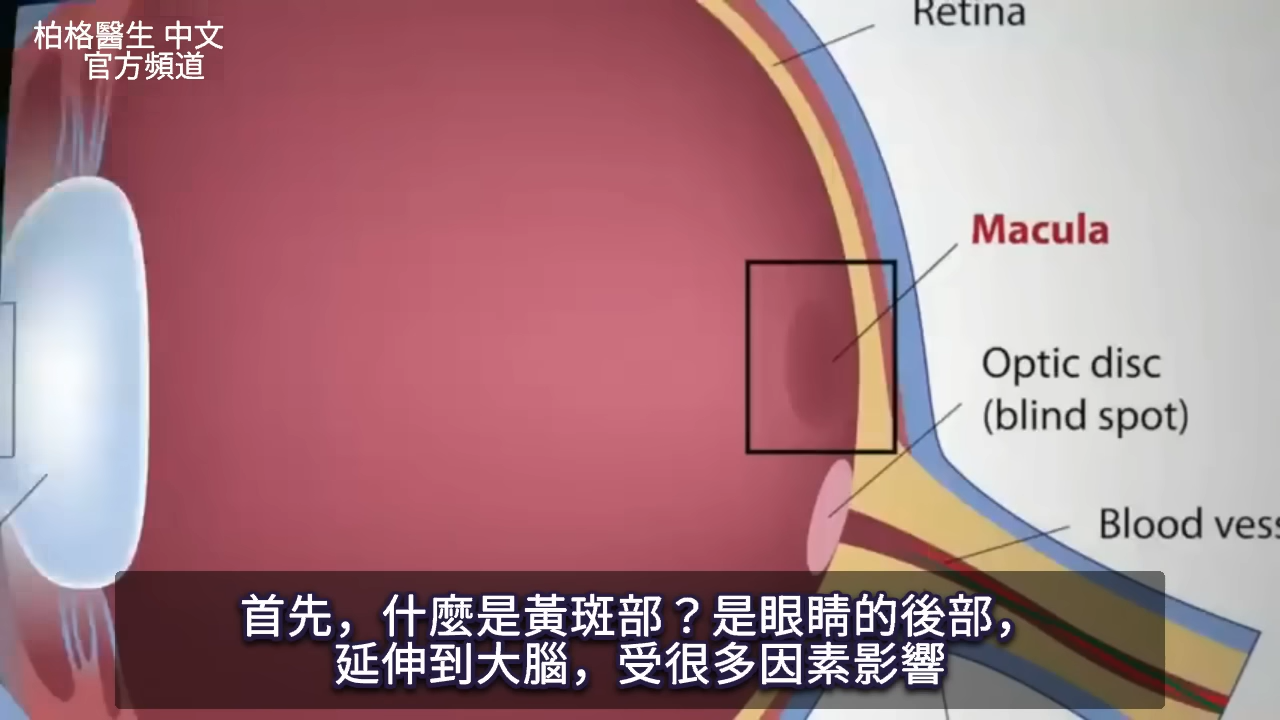 柏格醫生 中文
官方頻道
Retina
Macula
Optic disc
(blind spot)
Blood vess
首先，什麼是黃斑部？是眼睛的後部，
延伸到大腦，受很多因素影響